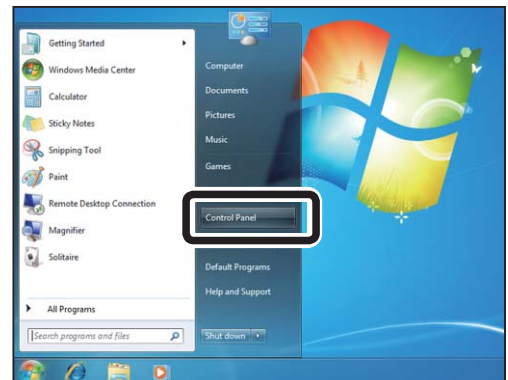 Getting Started
Windows Media Center
Calculator
Sticky Notes
Snipping Tool
Paint
Remote Desktop Connection
Magnifier
Solitaire
All Programs
Search programs and files
Computer
Documents
Pictures
Music
Games
Control Panel
Default Programs
Help and Support
Shut down